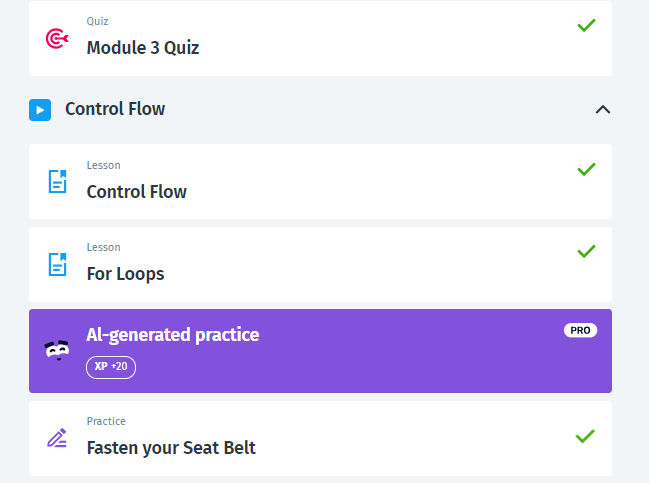 Quiz
Module 3 Quiz
Control Flow
Lesson
Control Flow
Lesson
For Loops
AI-generated practice
PRO
XP +20
Practice
Fasten your Seat Belt